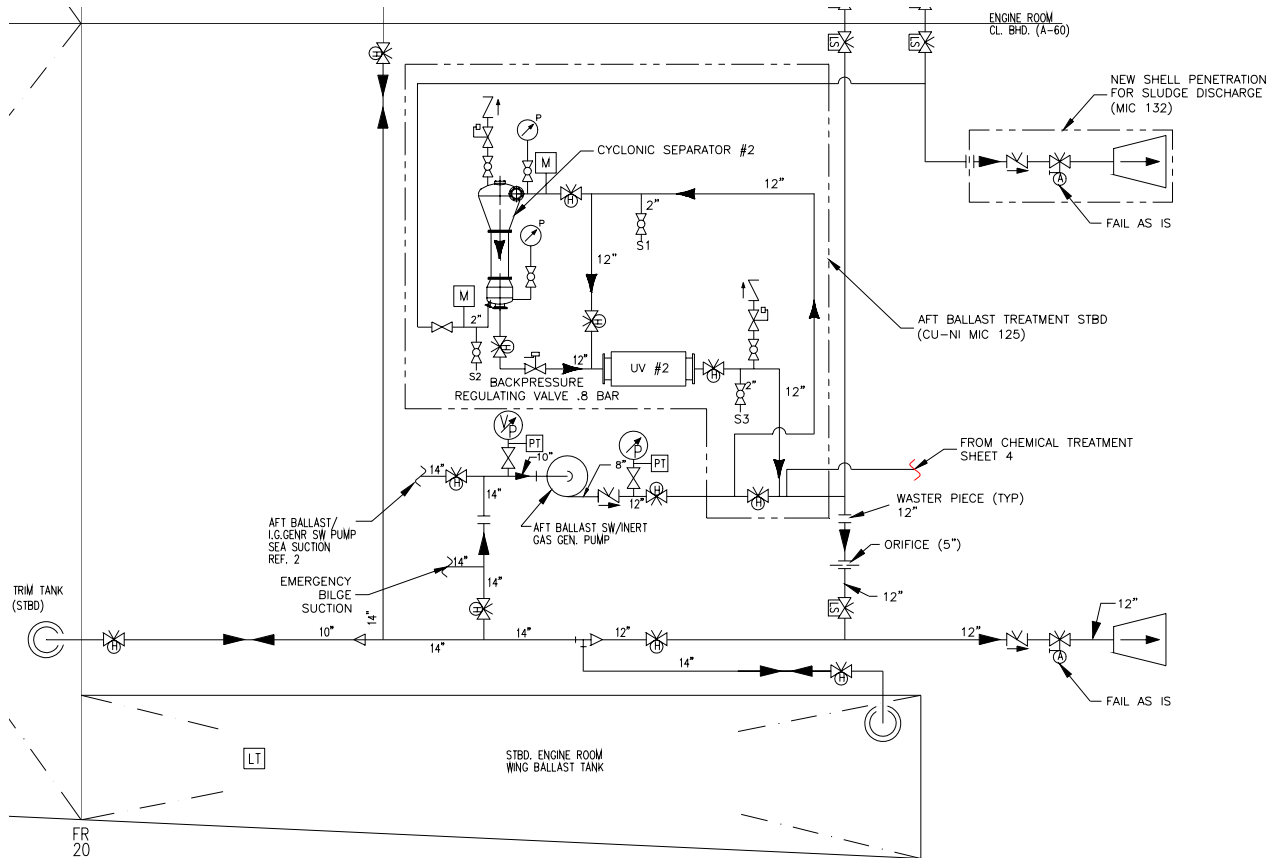 ENGINE ROOM
CL. BHD. (A-60)
H
LS
LS
NEW SHELL PENETRATION
FOR SLUDGE DISCHARGE
(MIC 132)
P
M
CYCLONIC SEPARATOR #2
H
12"
2"
S1
A
FAIL AS IS
P
12"
M
2"
S2
H
H
12"
UV #2
H
2"
S3
12"
AFT BALLAST TREATMENT STBD
(CU-NI MIC 125)
BACKPRESSURE
REGULATING VALVE .8 BAR
V
P
PT
10"
P
PT
8"
12"
H
H
FROM CHEMICAL TREATMENT
SHEET 4
14"
H
14"
AFT BALLAST/
I.G.GENR SW PUMP
SEA SUCTION
REF. 2
AFT BALLAST SW/INERT
GAS GEN. PUMP
WASTER PIECE (TYP)
12"
ORIFICE (5")
14"
EMERGENCY
BILGE
SUCTION
14"
H
12"
LS
TRIM TANK
(STBD)
H
10"
14"
14"
14"
12"
H
12"
A
12"
14"
H
FAIL AS IS
LT
STBD. ENGINE ROOM
WING BALLAST TANK
FR
20